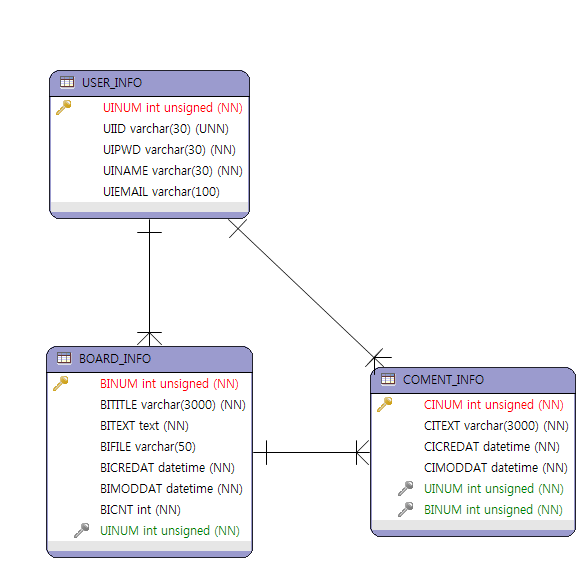 USER_INFO
UINUM int unsigned (NN)
UIID varchar(30) (UNN)
UIPWD varchar(30) (NN)
UINAME varchar(30) (NN)
UIEMAIL varchar(100)
BOARD_INFO
BINUM int unsigned (NN)
BITITLE varchar(3000) (NN)
BITEXT text (NN)
BIFILE varchar(50)
BICREDAT datetime (NN)
BIMODDAT datetime (NN)
BICNT int (NN)
UINUM int unsigned (NN)
COMENT_INFO
CINUM int unsigned (NN)
CITEXT varchar(3000) (NN)
CICREDAT datetime (NN)
CIMODDAT datetime (NN)
UINUM int unsigned (NN)
BINUM int unsigned (NN)